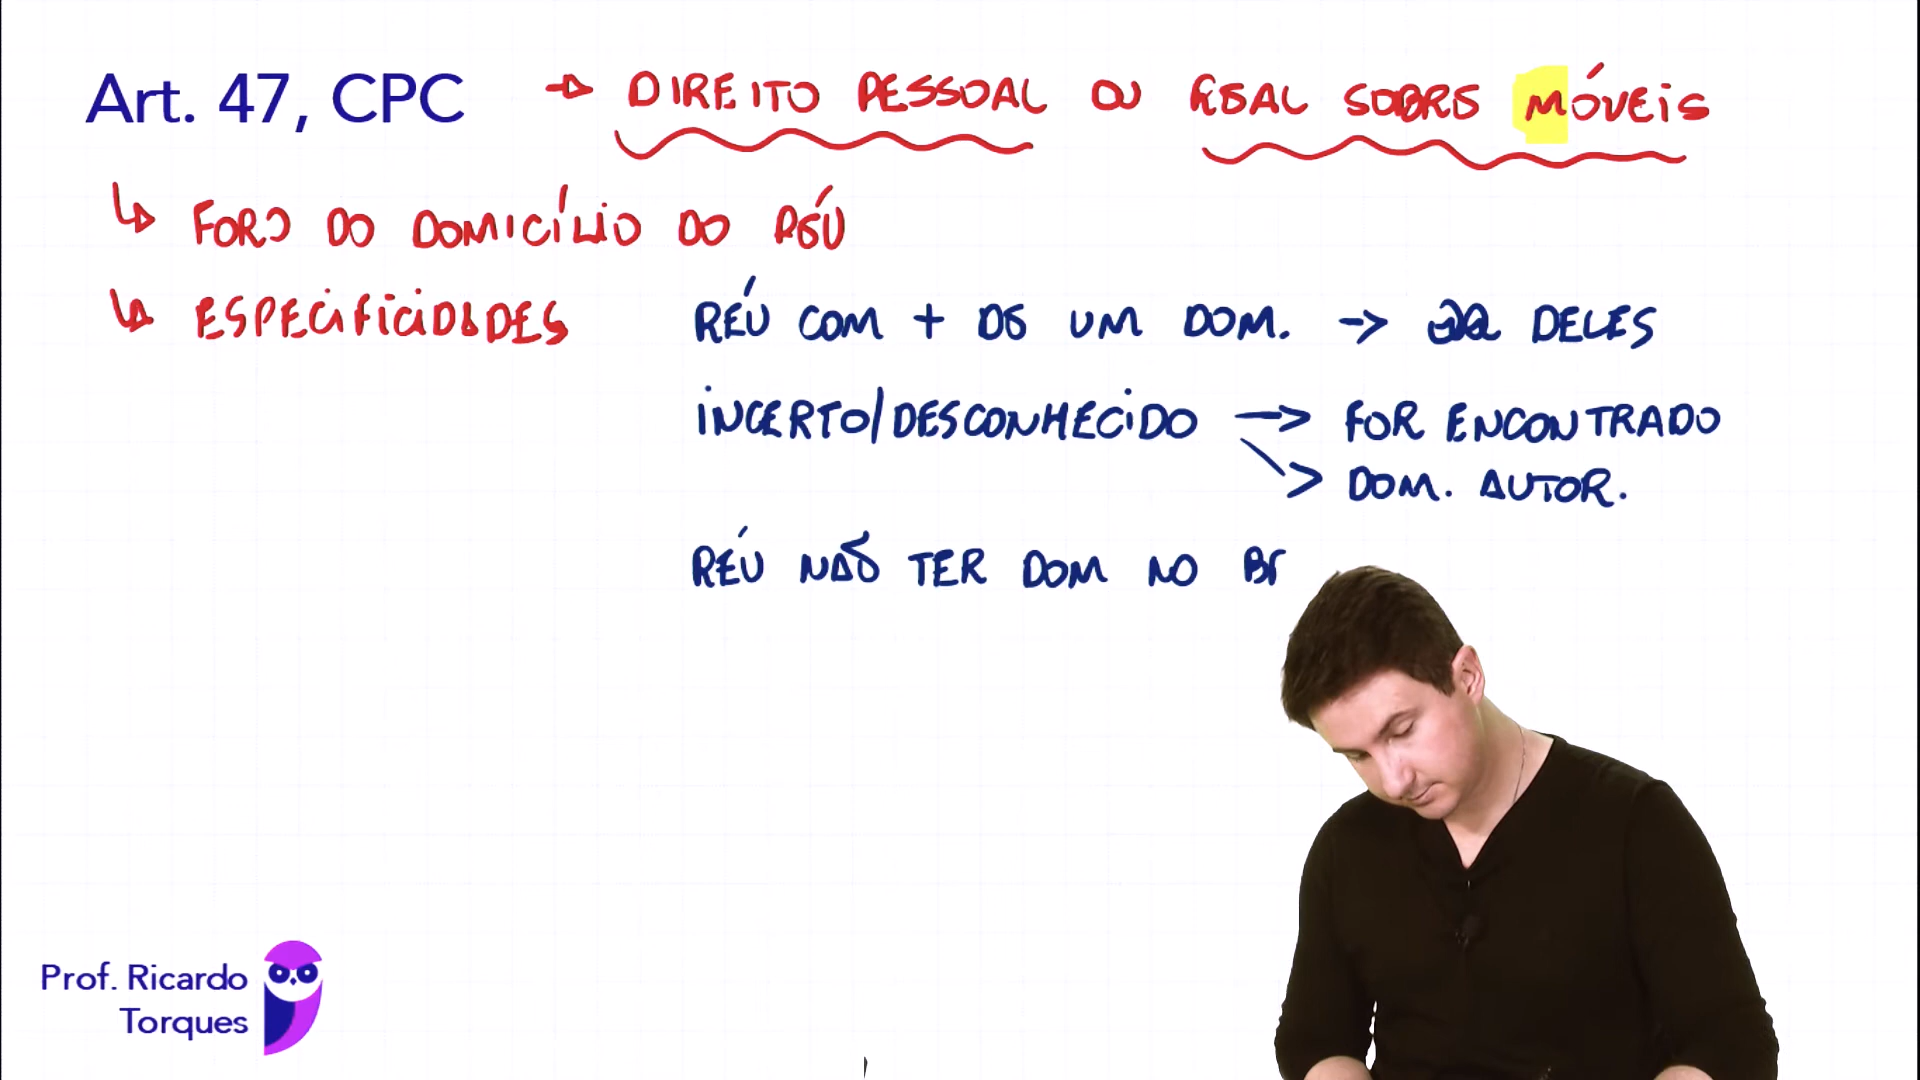 Art. 47, CPC → DIREITO PESSOAL OU REAL SOBRE MÓVEIS
↳ FORO DO DOMICÍLIO DO RÉU
↳ ESPECIFICIDADES RÉU COM + DE UM DOM. → DELES
INCERTO/DESCONHECIDO → FOR ENCONTRADO
→ DOM. AUTOR.
RÉU NÃO TER DOM NO Br
Prof. Ricardo
Torques